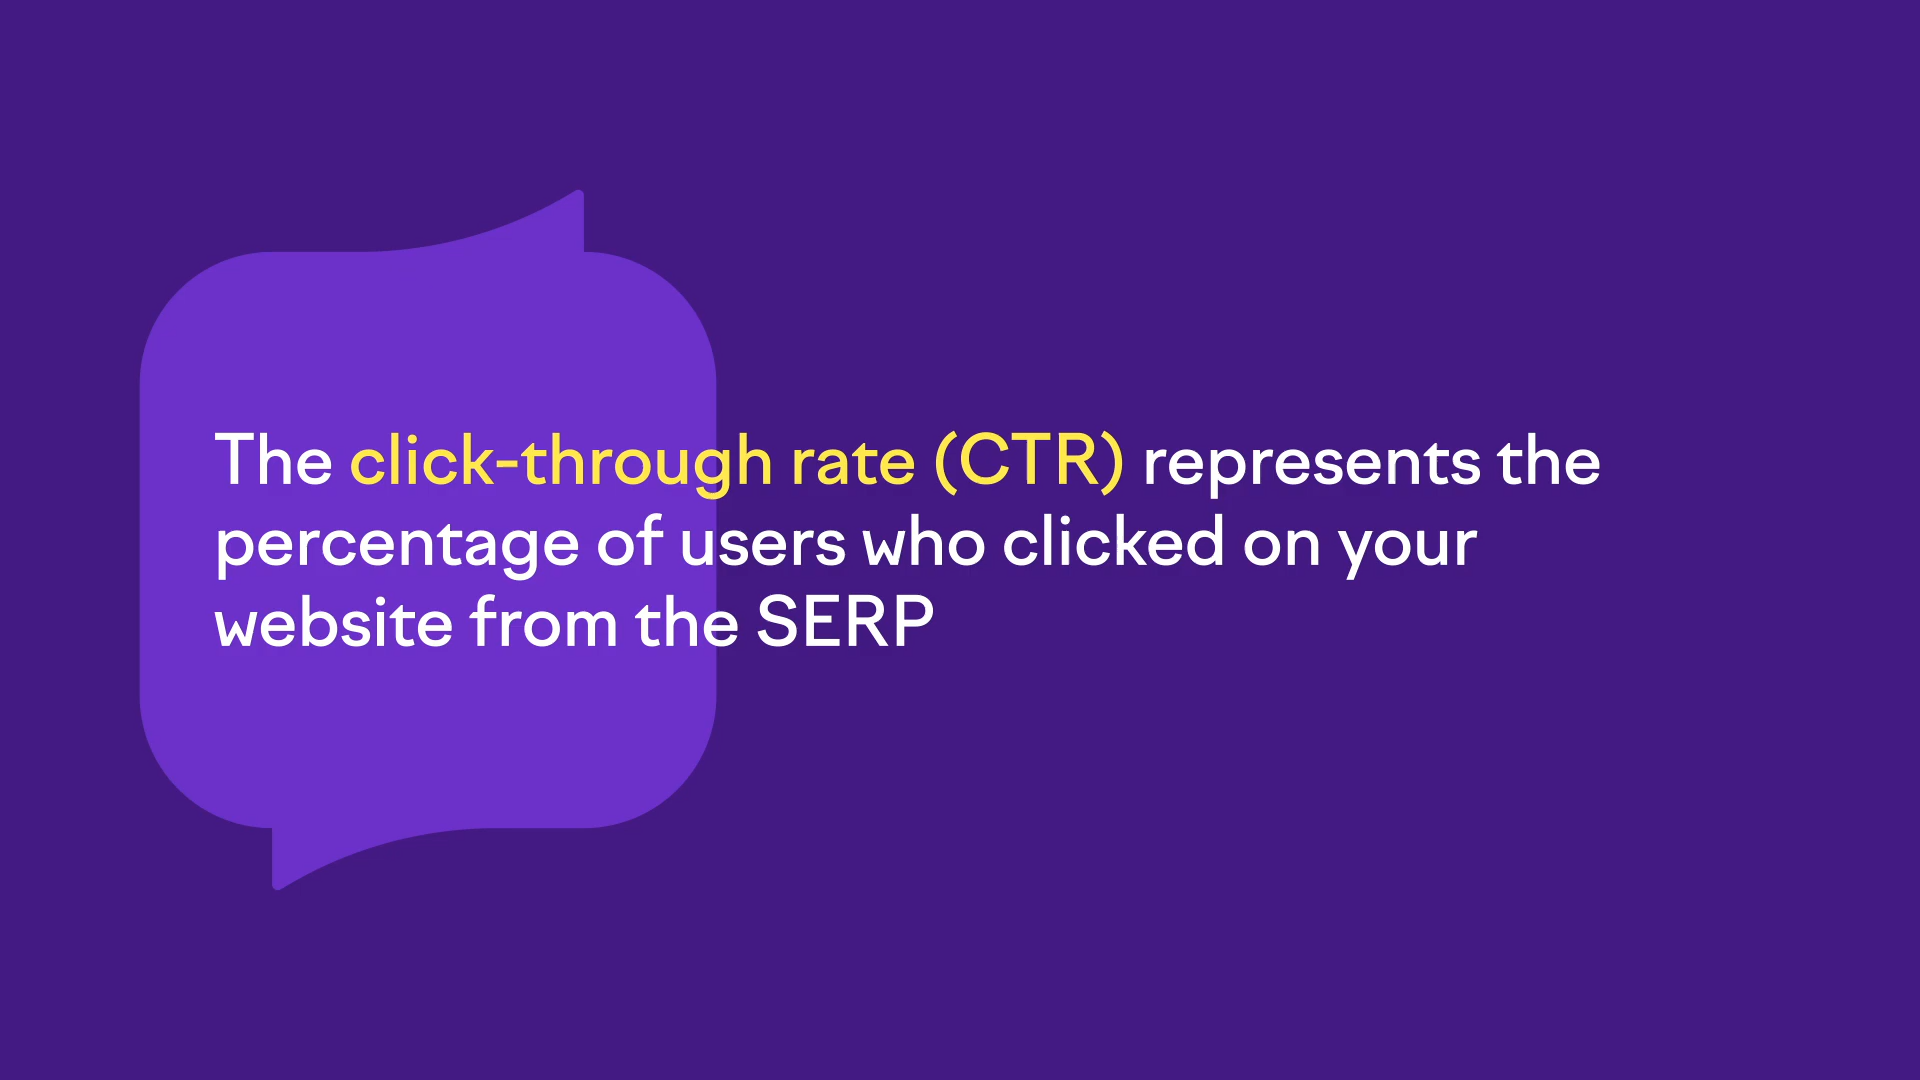 The click-through rate (CTR) represents the
percentage of users who clicked on your
website from the SERP